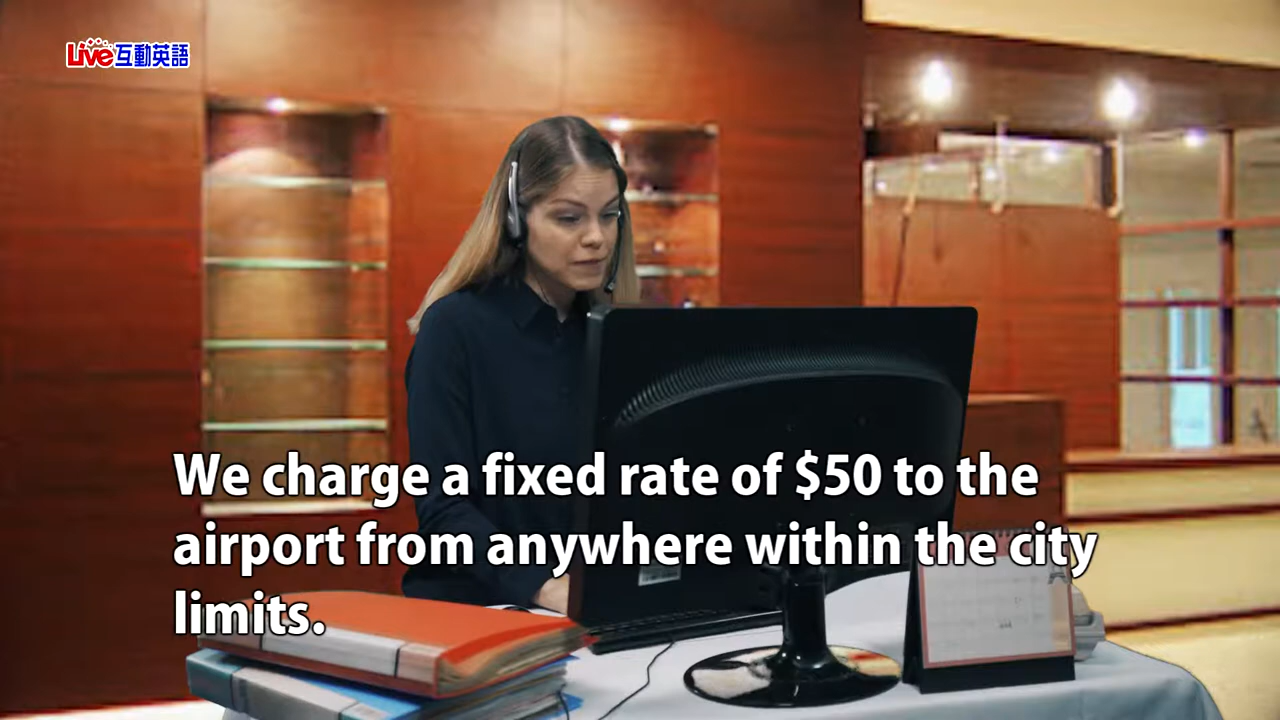 Live互動英語
We charge a fixed rate of $50 to the
airport from anywhere within the city
limits.